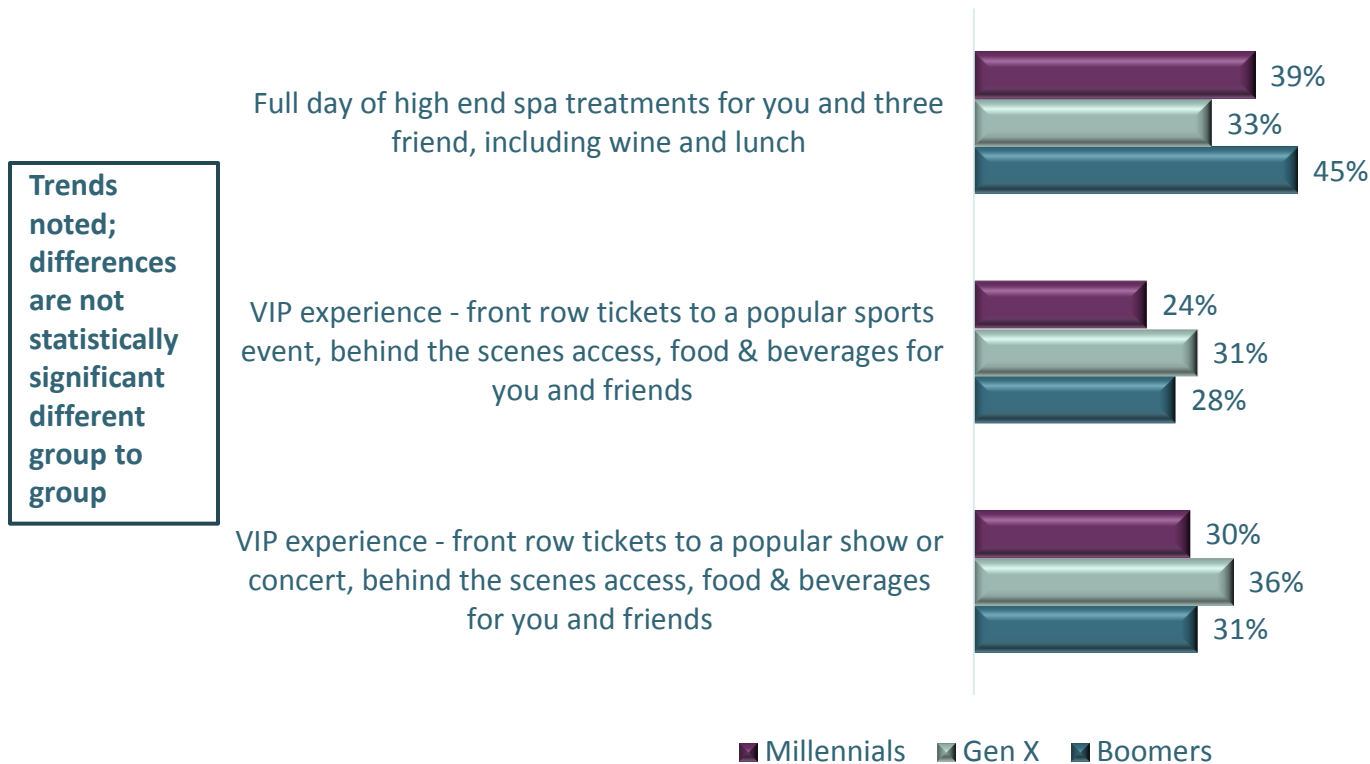 Trends
noted;
differences
are not
statistically
significant
different
group to
group
Full day of high end spa treatments for you and three
friend, including wine and lunch
39%
33%
45%
VIP experience - front row tickets to a popular sports
event, behind the scenes access, food & beverages for
you and friends
24%
31%
28%
VIP experience - front row tickets to a popular show or
concert, behind the scenes access, food & beverages
for you and friends
30%
36%
31%
Millennials Gen X Boomers